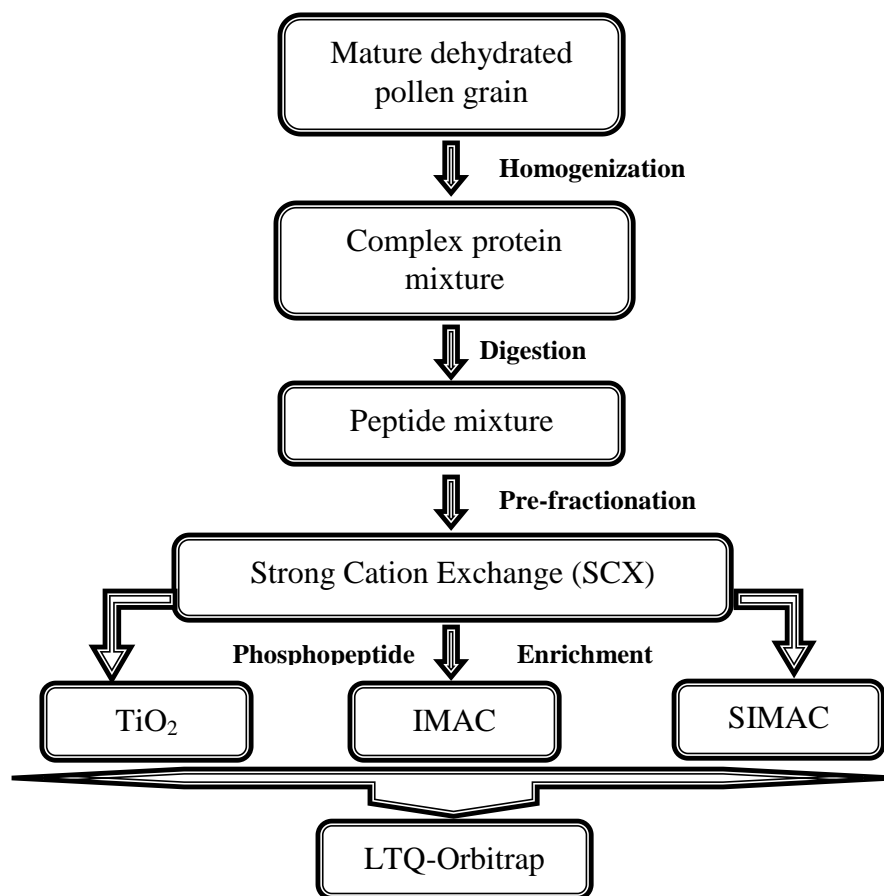 Mature dehydrated
pollen grain
Homogenization
Complex protein
mixture
Digestion
Peptide mixture
Pre-fractionation
Strong Cation Exchange (SCX)
Phosphopeptide Enrichment
TiO₂ IMAC SIMAC
LTQ-Orbitrap